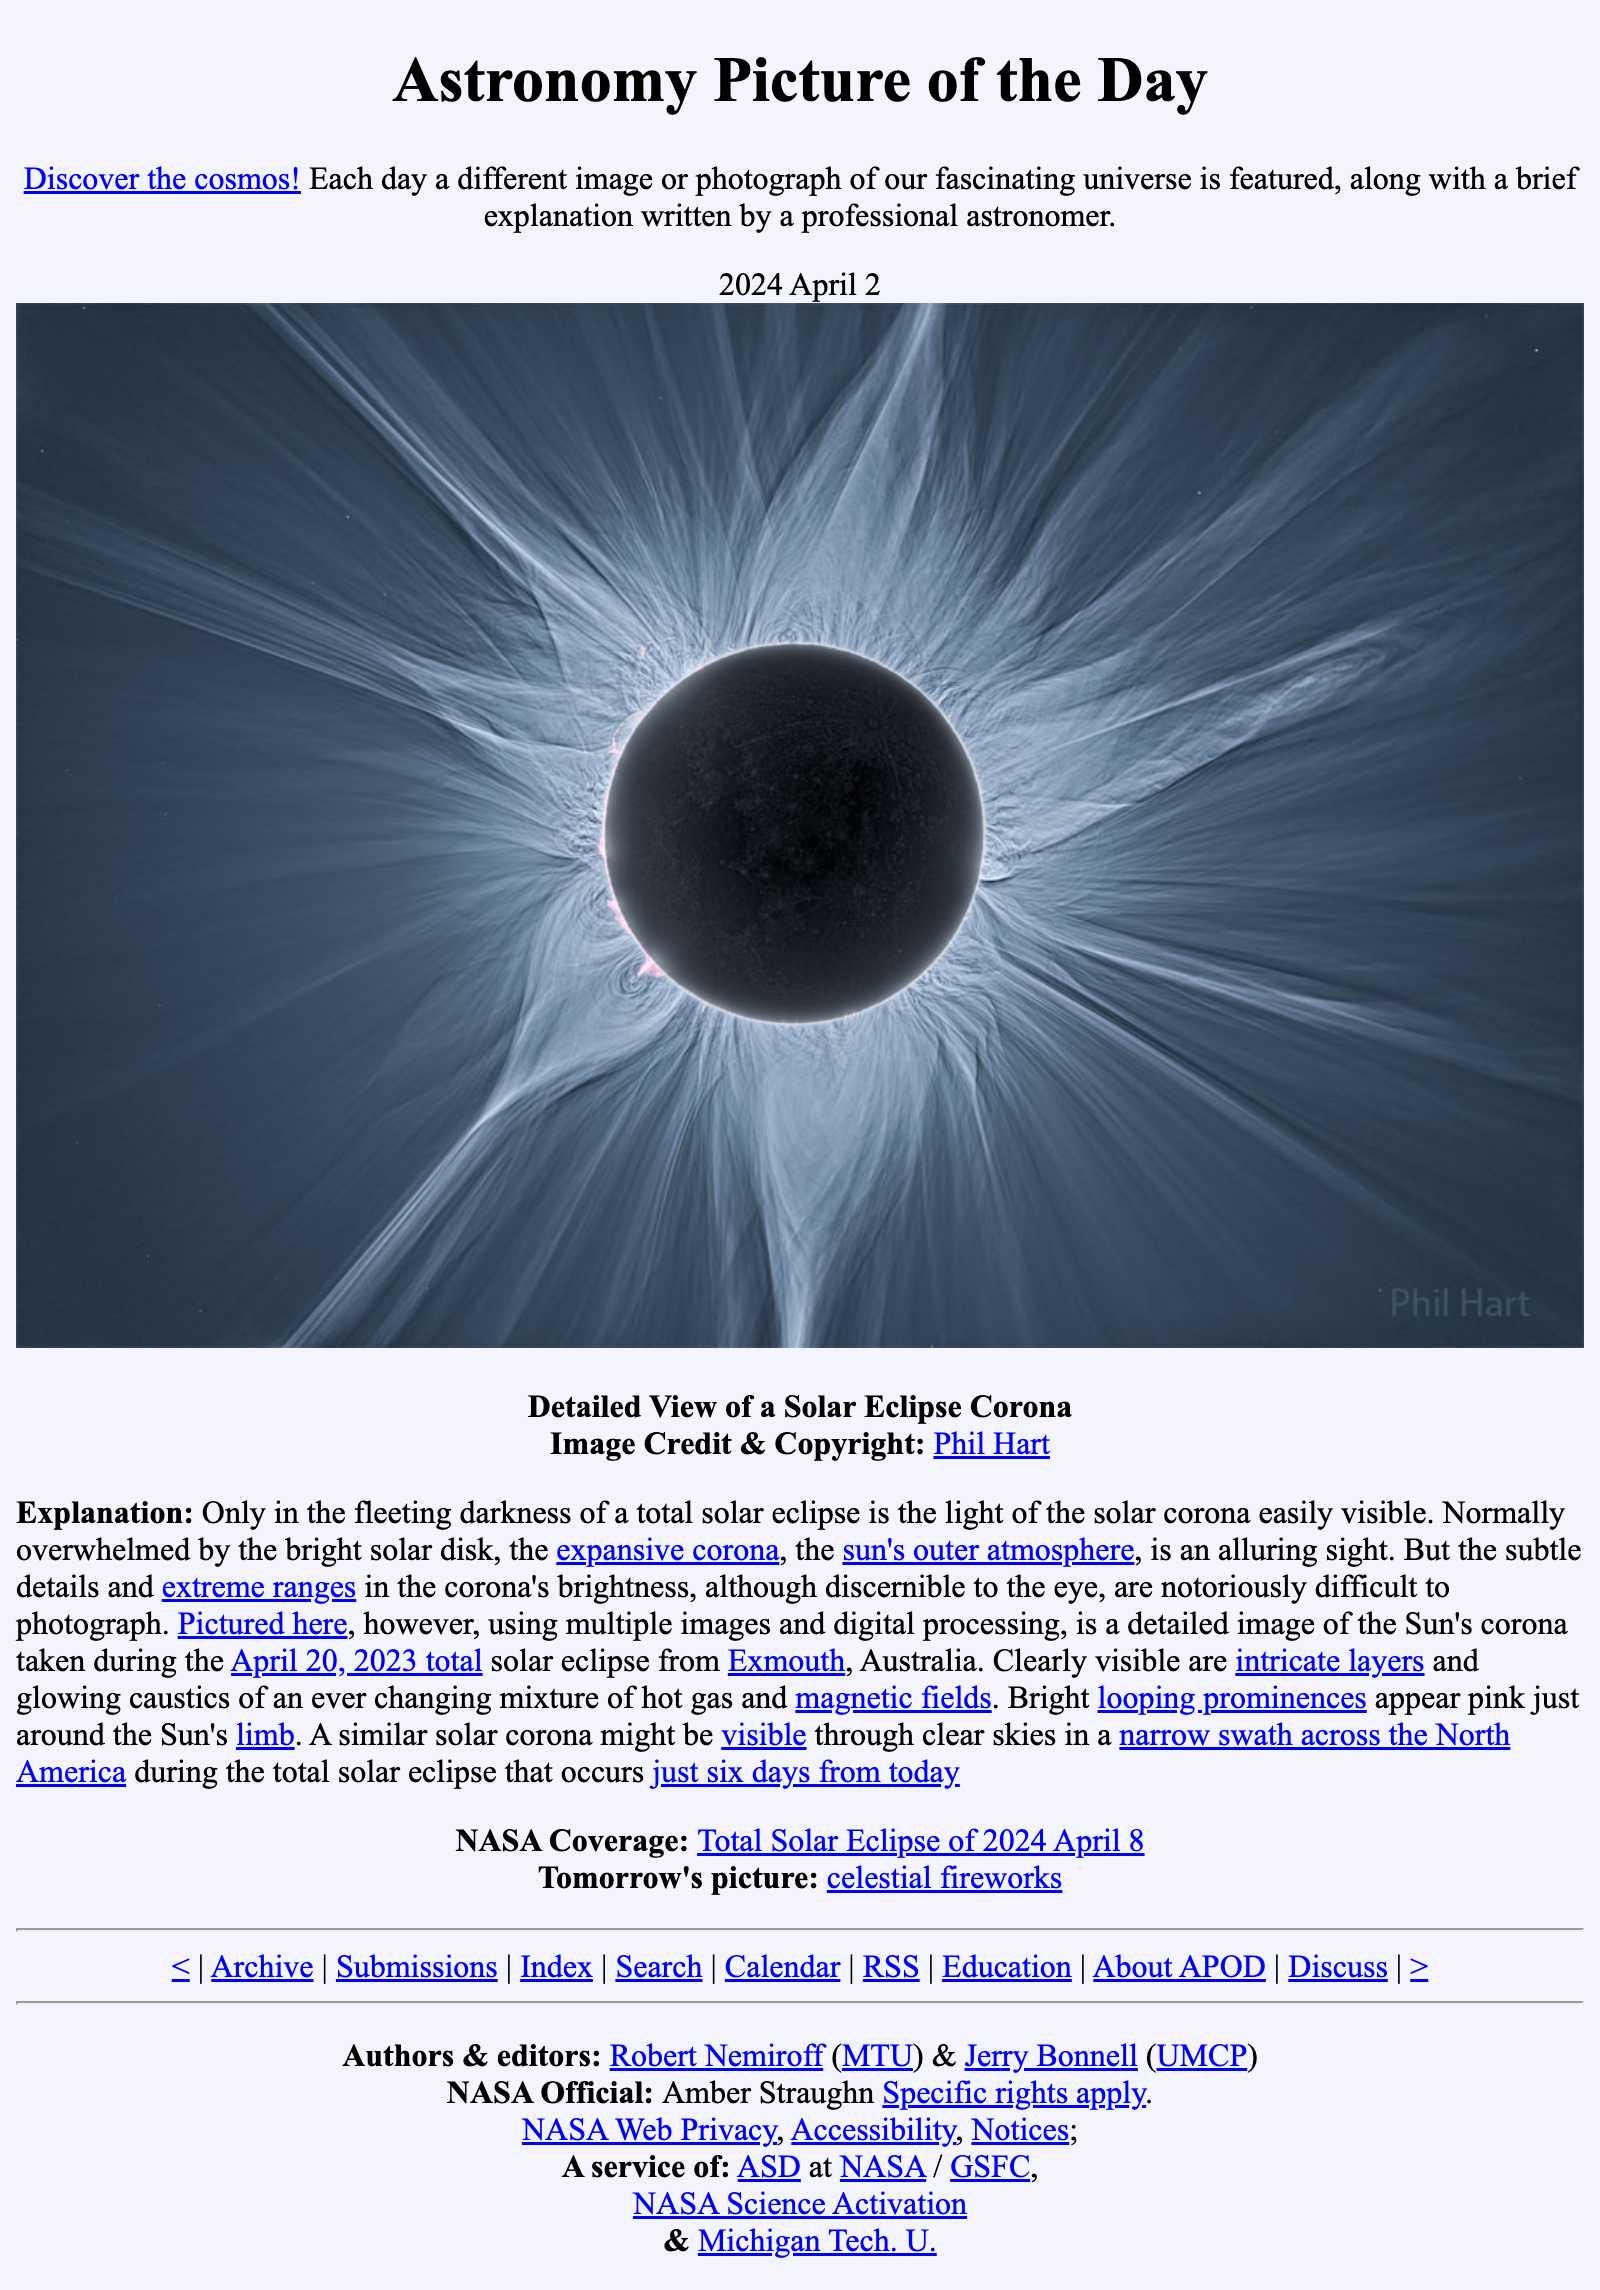 Astronomy Picture of the Day
Discover the cosmos! Each day a different image or photograph of our fascinating universe is featured, along with a brief
explanation written by a professional astronomer.
2024 April 2
Phil Hart
Detailed View of a Solar Eclipse Corona
Image Credit & Copyright: Phil Hart
Explanation: Only in the fleeting darkness of a total solar eclipse is the light of the solar corona easily visible. Normally
overwhelmed by the bright solar disk, the expansive corona, the sun's outer atmosphere, is an alluring sight. But the subtle
details and extreme ranges in the corona's brightness, although discernible to the eye, are notoriously difficult to
photograph. Pictured here, however, using multiple images and digital processing, is a detailed image of the Sun's corona
taken during the April 20, 2023 total solar eclipse from Exmouth, Australia. Clearly visible are intricate layers and
glowing caustics of an ever changing mixture of hot gas and magnetic fields. Bright looping prominences appear pink just
around the Sun's limb. A similar solar corona might be visible through clear skies in a narrow swath across the North
America during the total solar eclipse that occurs just six days from today
NASA Coverage: Total Solar Eclipse of 2024 April 8
Tomorrow's picture: celestial fireworks
< | Archive | Submissions | Index | Search | Calendar | RSS | Education | About APOD | Discuss | >
Authors & editors: Robert Nemiroff (MTU) & Jerry Bonnell (UMCP)
NASA Official: Amber Straughn Specific rights apply.
NASA Web Privacy, Accessibility, Notices;
A service of: ASD at NASA / GSFC,
NASA Science Activation
& Michigan Tech. U.